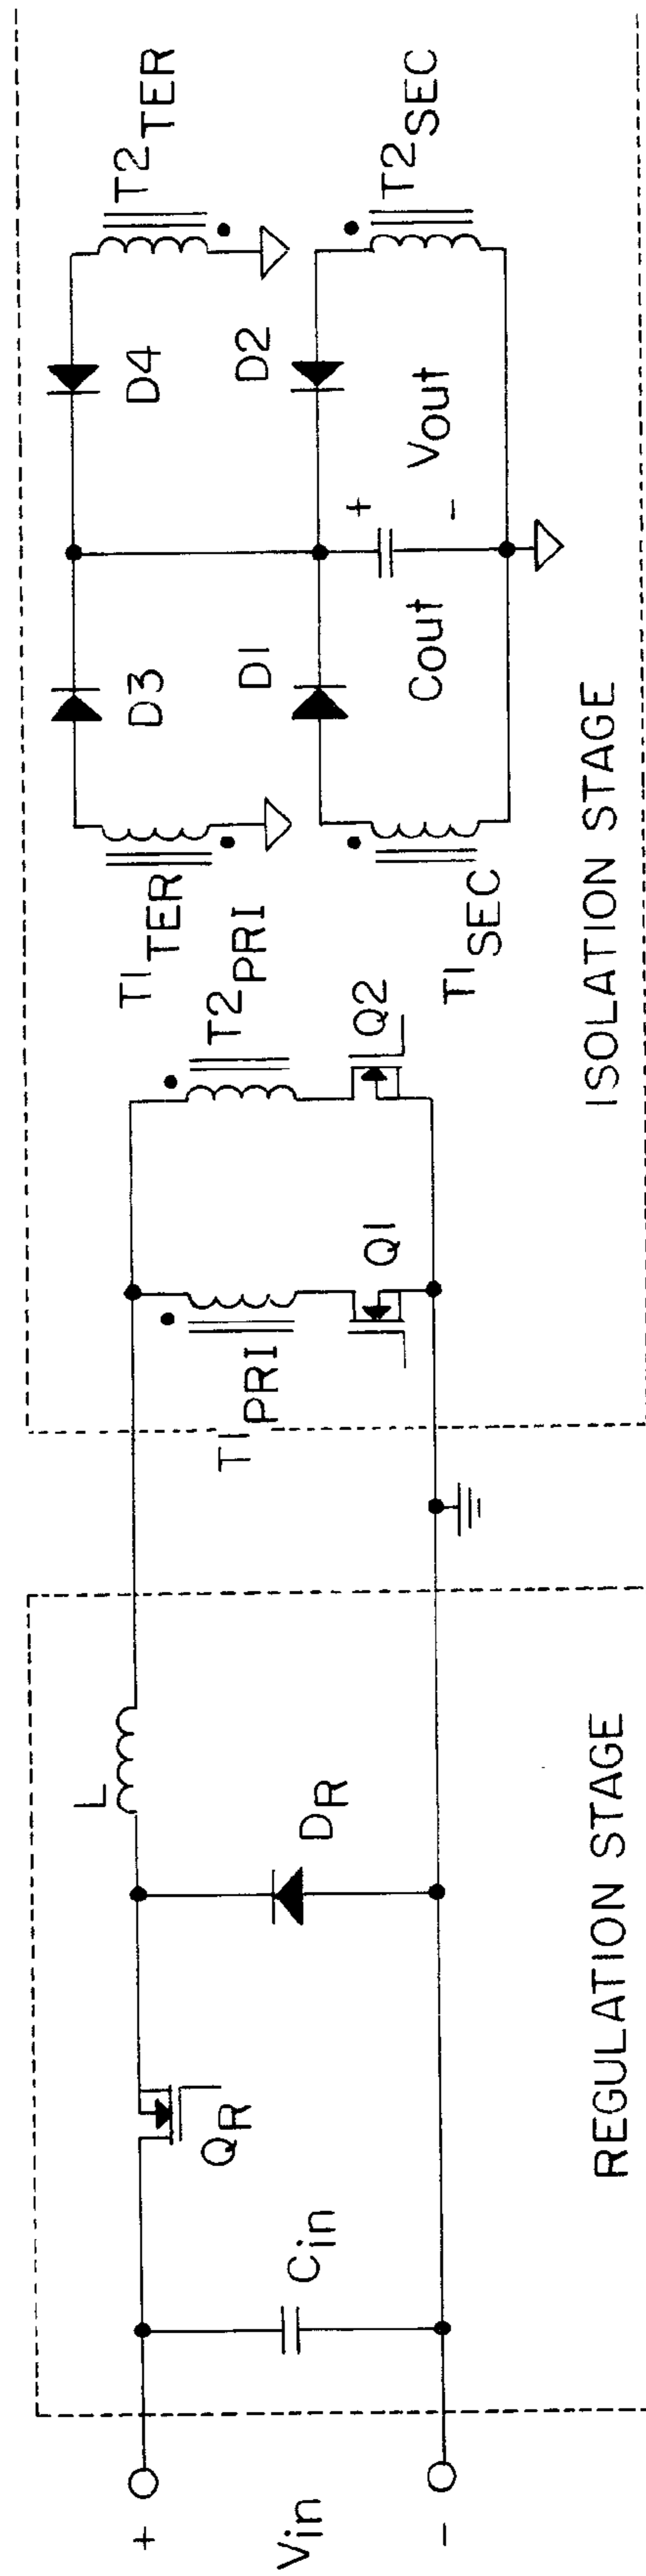 +
Vin
-
Cin
QR
L
DR
REGULATION STAGE
T1PRI
Q1
T2PRI
Q2
T1TER
T1SEC
D3
D1
Cout
+
Vout
-
D4
D2
T2TER
T2SEC
ISOLATION STAGE